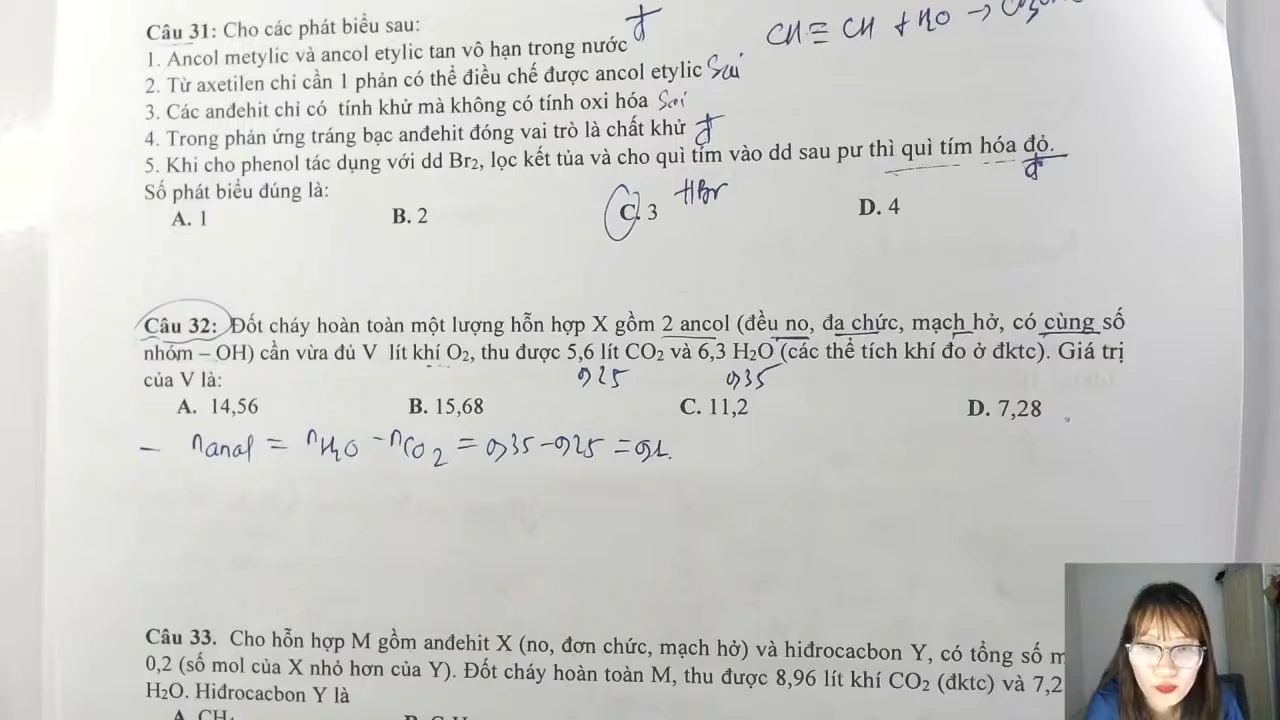 Câu 31: Cho các phát biểu sau: đ
CH ≡ CH + H2O →
1. Ancol metylic và ancol etylic tan vô hạn trong nước
2. Từ axetilen chỉ cần 1 phản có thể điều chế được ancol etylic Sai
3. Các anđehit chỉ có tính khử mà không có tính oxi hóa Sai
4. Trong phản ứng tráng bạc anđehit đóng vai trò là chất khử đ
5. Khi cho phenol tác dụng với dd Br₂, lọc kết tủa và cho quì tím vào dd sau pư thì quì tím hóa đỏ. đ
Số phát biểu đúng là: HBr
A. 1 B. 2 C. 3 D. 4
Câu 32: Đốt cháy hoàn toàn một lượng hỗn hợp X gồm 2 ancol (đều no, đa chức, mạch hở, có cùng số
nhóm – OH) cần vừa đủ V lít khí O₂, thu được 5,6 lít CO₂ và 6,3 H₂O (các thể tích khí đo ở đktc). Giá trị
của V là: 0,25 0,35
A. 14,56 B. 15,68 C. 11,2 D. 7,28
– nancol = nH2O - nCO2 = 0,35 - 0,25 = 0,1.
Câu 33. Cho hỗn hợp M gồm anđehit X (no, đơn chức, mạch hở) và hiđrocacbon Y, có tổng số m
0,2 (số mol của X nhỏ hơn của Y). Đốt cháy hoàn toàn M, thu được 8,96 lít khí CO₂ (đktc) và 7,2
H₂O. Hiđrocacbon Y là
A. CH₄